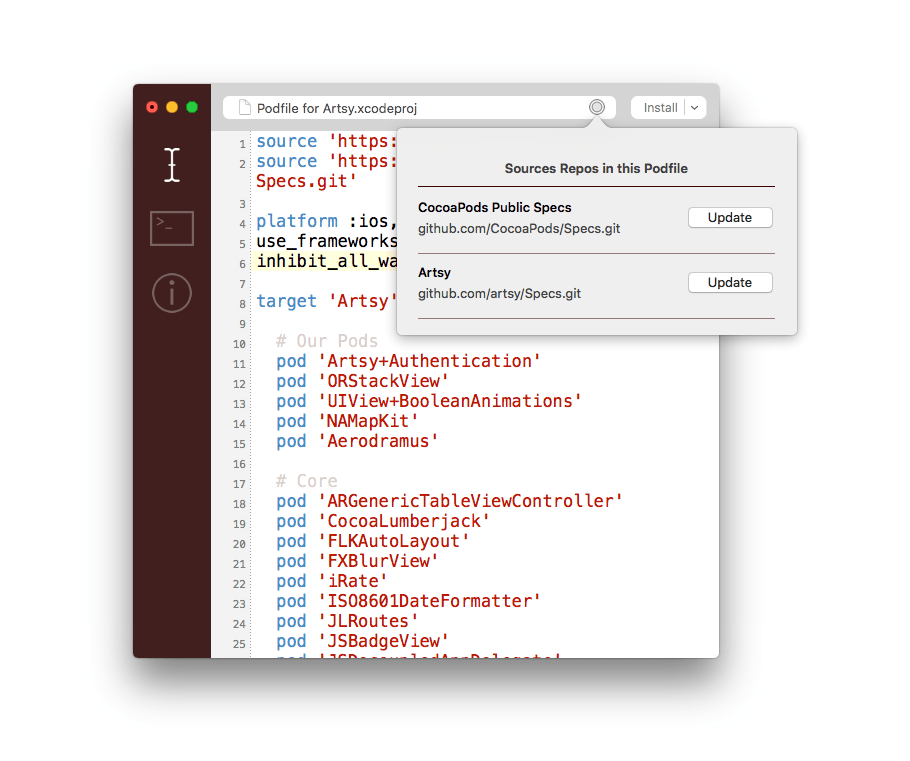 Podfile for Artsy.xcodeproj
Install
Sources Repos in this Podfile
CocoaPods Public Specs
github.com/CocoaPods/Specs.git
Update
Artsy
github.com/artsy/Specs.git
Update
>_
1 source 'https:
2 source 'https:
Specs.git'
3
4 platform :ios,
5 use_frameworks
6 inhibit_all_wa
7
8 target 'Artsy'
9
10 # Our Pods
11 pod 'Artsy+Authentication'
12 pod 'ORStackView'
13 pod 'UIView+BooleanAnimations'
14 pod 'NAMapKit'
15 pod 'Aerodramus'
16
17 # Core
18 pod 'ARGenericTableViewController'
19 pod 'CocoaLumberjack'
20 pod 'FLKAutoLayout'
21 pod 'FXBlurView'
22 pod 'iRate'
23 pod 'ISO8601DateFormatter'
24 pod 'JLRoutes'
25 pod 'JSBadgeView'
pod 'JSDecoupledAppDelegate'